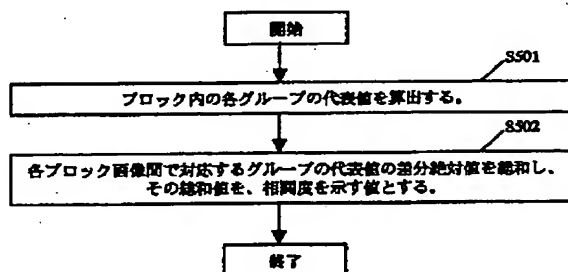 開始
S501
ブロック内の各グループの代表値を算出する。
S502
各ブロック画像間で対応するグループの代表値の差分絶対値を総和し、
その総和値を、相関度を示す値とする。
終了